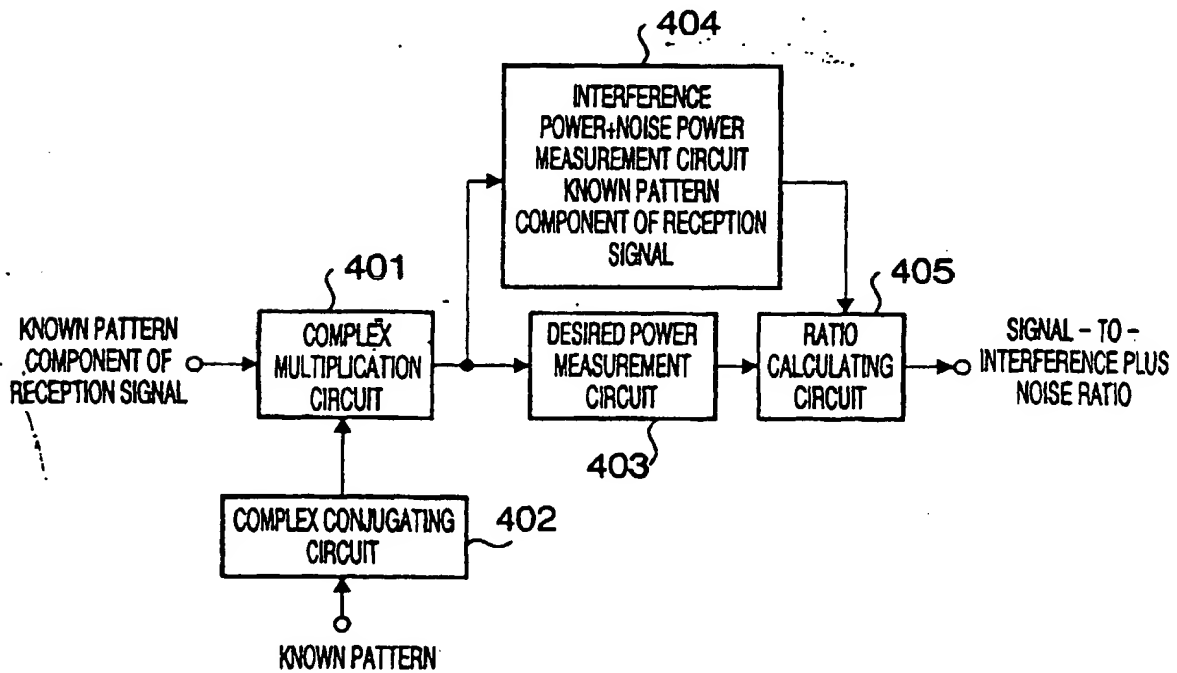 404
INTERFERENCE
POWER+NOISE POWER
MEASUREMENT CIRCUIT
KNOWN PATTERN
COMPONENT OF RECEPTION
SIGNAL
401
405
KNOWN PATTERN
COMPONENT OF
RECEPTION SIGNAL
COMPLEX
MULTIPLICATION
CIRCUIT
DESIRED POWER
MEASUREMENT
CIRCUIT
RATIO
CALCULATING
CIRCUIT
SIGNAL - TO -
INTERFERENCE PLUS
NOISE RATIO
403
COMPLEX CONJUGATING
CIRCUIT
402
KNOWN PATTERN